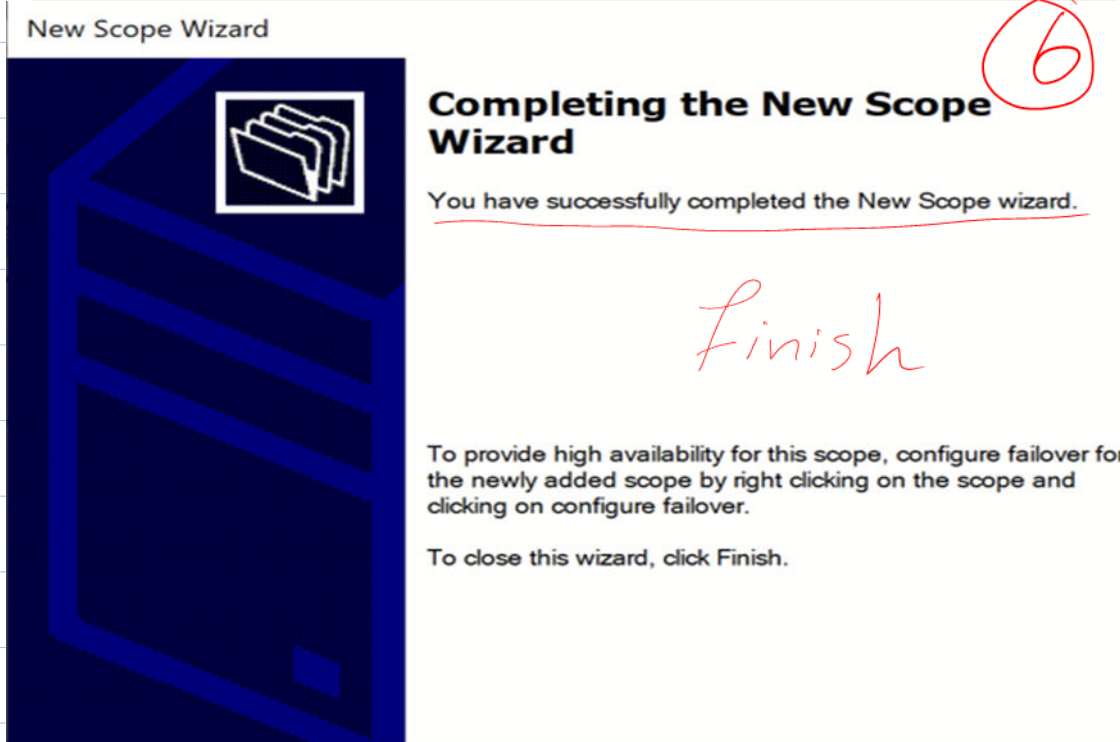 New Scope Wizard
6
Completing the New Scope
Wizard
You have successfully completed the New Scope wizard.
Finish
To provide high availability for this scope, configure failover for
the newly added scope by right clicking on the scope and
clicking on configure failover.
To close this wizard, click Finish.